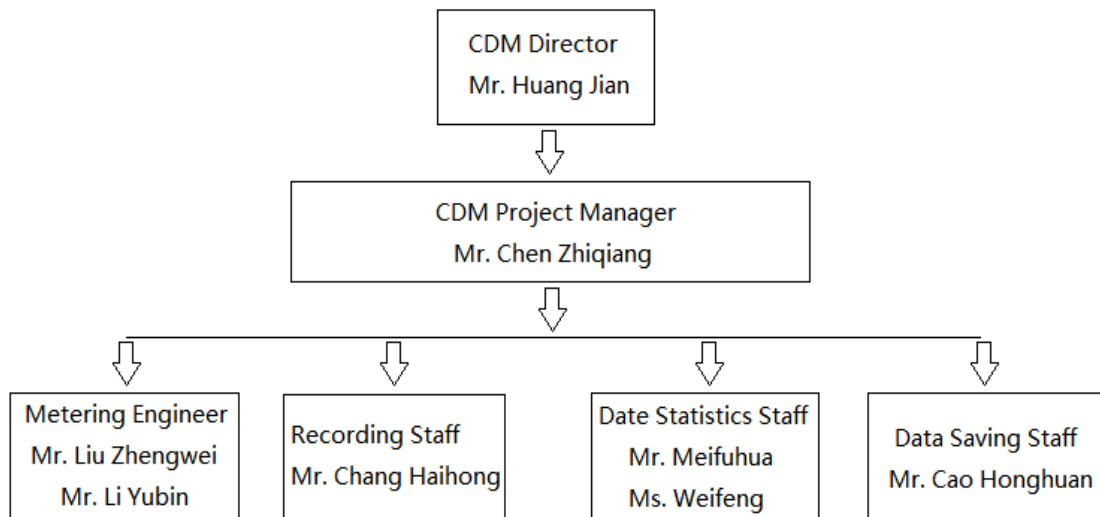 CDM Director
Mr. Huang Jian
CDM Project Manager
Mr. Chen Zhiqiang
Metering Engineer
Mr. Liu Zhengwei
Mr. Li Yubin
Recording Staff
Mr. Chang Haihong
Date Statistics Staff
Mr. Meifuhua
Ms. Weifeng
Data Saving Staff
Mr. Cao Honghuan